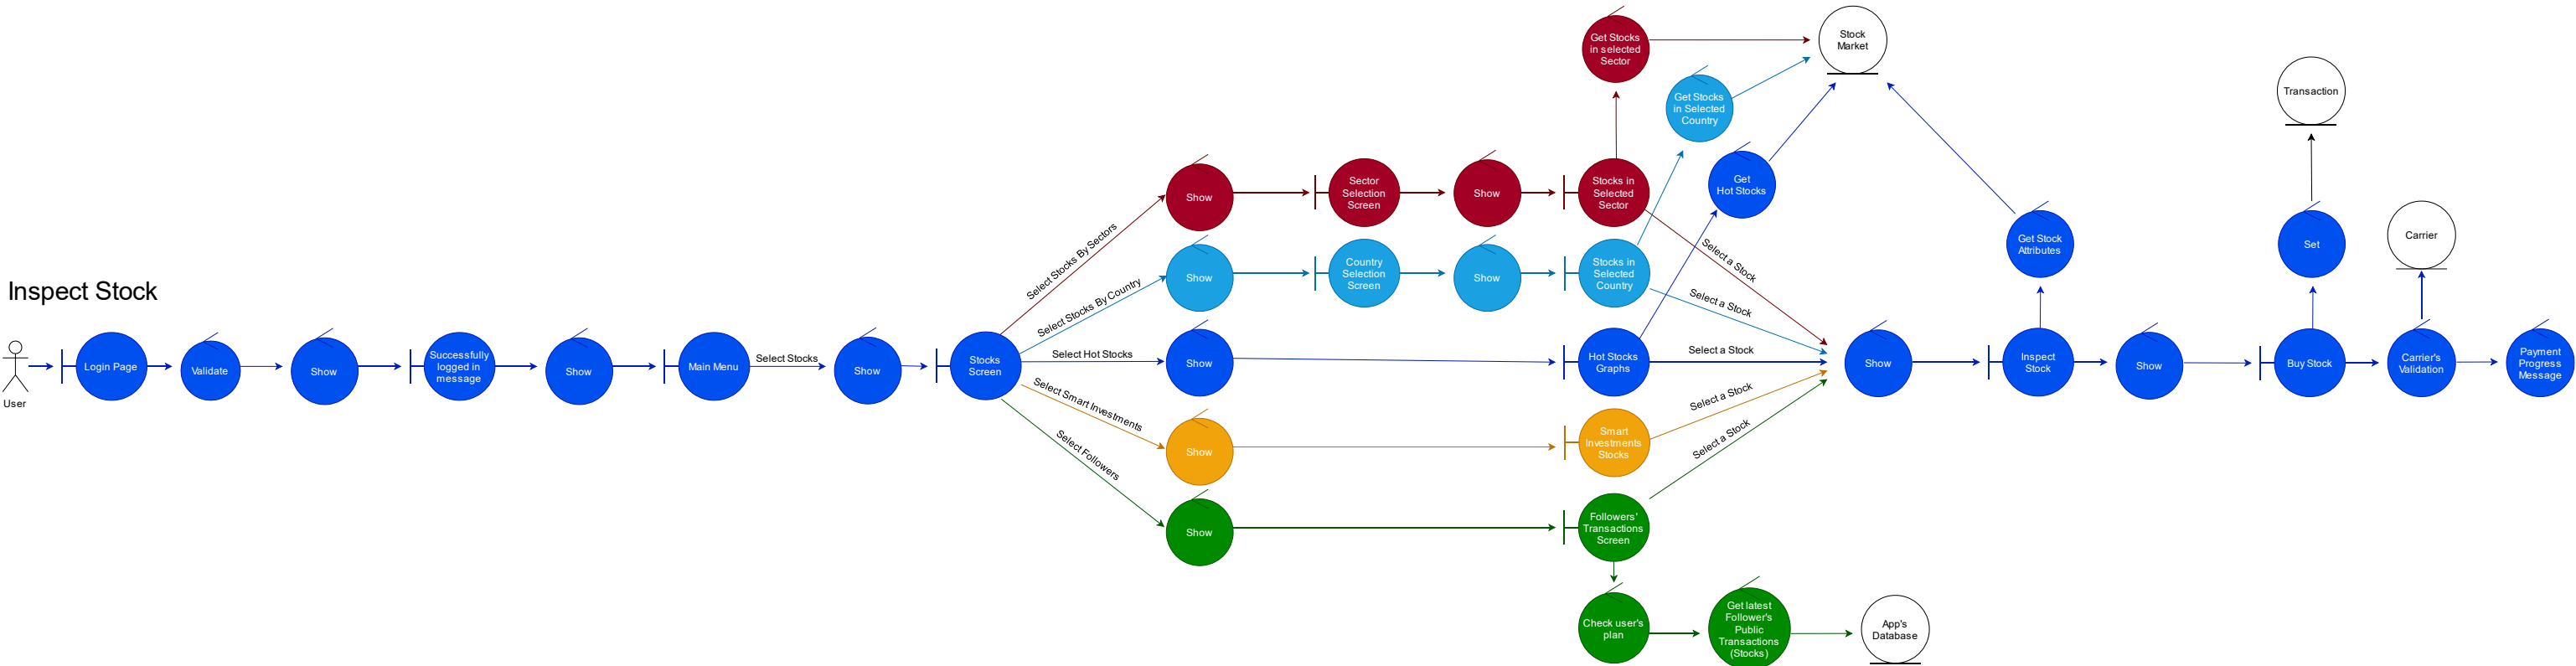 Get Stocks
in selected
Sector
Stock
Market
Get Stocks
in Selected
Country
Transaction
Get
Hot Stocks
Show
Sector
Selection
Screen
Show
Stocks in
Selected
Sector
Select Stocks By Sectors
Select a Stock
Get Stock
Attributes
Set
Carrier
Show
Country
Selection
Screen
Show
Stocks in
Selected
Country
Select Stocks By Country
Select a Stock
Inspect Stock
User
Login Page
Validate
Show
Successfully
logged in
message
Show
Main Menu
Select Stocks
Show
Stocks
Screen
Select Hot Stocks
Show
Hot Stocks
Graphs
Select a Stock
Show
Inspect
Stock
Show
Buy Stock
Carrier's
Validation
Payment
Progress
Message
Select Smart Investments
Show
Smart
Investments
Stocks
Select a Stock
Select Followers
Show
Followers'
Transactions
Screen
Select a Stock
Check user's
plan
Get latest
Follower's
Public
Transactions
(Stocks)
App's
Database